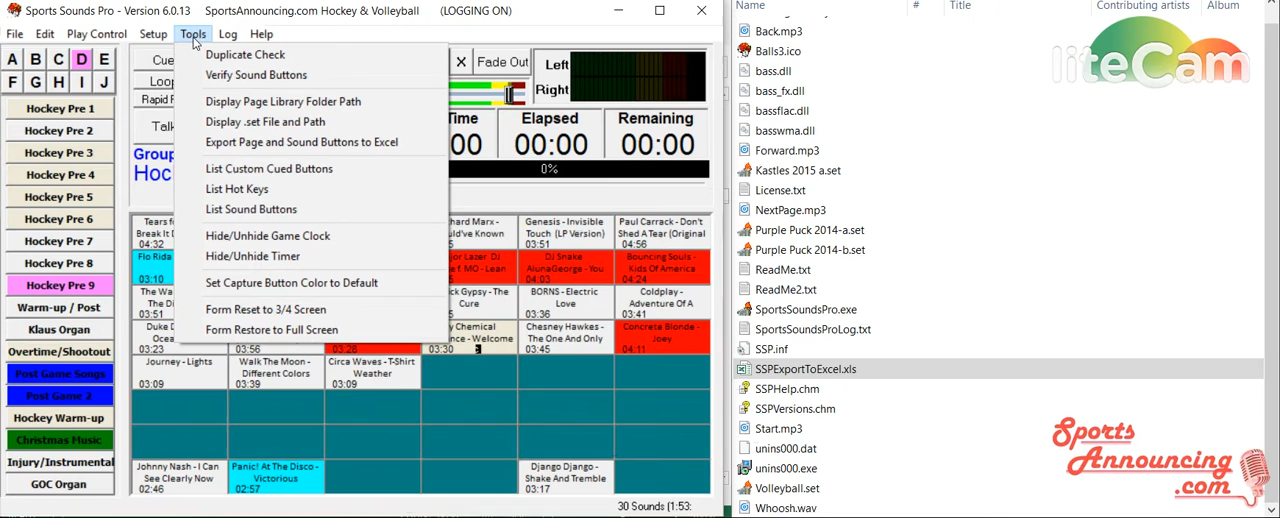 Sports Sounds Pro - Version 6.0.13 SportsAnnouncing.com Hockey & Volleyball (LOGGING ON)
File Edit Play Control Setup Tools Log Help
A B C D E
F G H I J
Hockey Pre 1
Hockey Pre 2
Hockey Pre 3
Hockey Pre 4
Hockey Pre 5
Hockey Pre 6
Hockey Pre 7
Hockey Pre 8
Hockey Pre 9
Warm-up / Post
Klaus Organ
Overtime/Shootout
Post Game Songs
Post Game 2
Hockey Warm-up
Christmas Music
Injury/Instrumental
GOC Organ
Duplicate Check
Verify Sound Buttons
Display Page Library Folder Path
Display .set File and Path
Export Page and Sound Buttons to Excel
List Custom Cued Buttons
List Hot Keys
List Sound Buttons
Hide/Unhide Game Clock
Hide/Unhide Timer
Set Capture Button Color to Default
Form Reset to 3/4 Screen
Form Restore to Full Screen
X Fade Out
Left
Right
Elapsed Remaining
00:00 00:00
0%
Genesis - Invisible
Touch (LP Version)
03:51
Paul Carrack - Don't
Shed A Tear (Original
04:56
Flo Rida
03:10
DJ
Snake
AlunaGeorge - You
04:03
Bouncing Souls -
Kids Of America
04:24
BORNS - Electric
Love
03:36
Coldplay -
Adventure Of A
03:23
03:56
03:28
03:30
Chesney Hawkes -
The One And Only
03:45
Concrete Blonde -
Joey
04:11
Journey - Lights
03:09
Walk The Moon -
Different Colors
03:39
Circa Waves - T-Shirt
Weather
03:09
Johnny Nash - I Can
See Clearly Now
02:46
Panic! At The Disco -
Victorious
02:57
Django Django -
Shake And Tremble
03:17
30 Sounds (1:53:
Name # Title Contributing artists Album
Back.mp3
Balls3.ico
bass.dll
bass_fx.dll
bassflac.dll
basswma.dll
Forward.mp3
Kastles 2015 a.set
License.txt
NextPage.mp3
Purple Puck 2014-a.set
Purple Puck 2014-b.set
ReadMe.txt
ReadMe2.txt
SportsSoundsPro.exe
SportsSoundsProLog.txt
SSP.inf
SSPExportToExcel.xls
SSPHelp.chm
SSPVersions.chm
Start.mp3
unins000.dat
unins000.exe
Volleyball.set
Whoosh.wav
liteCam
Sports
Announcing
.com